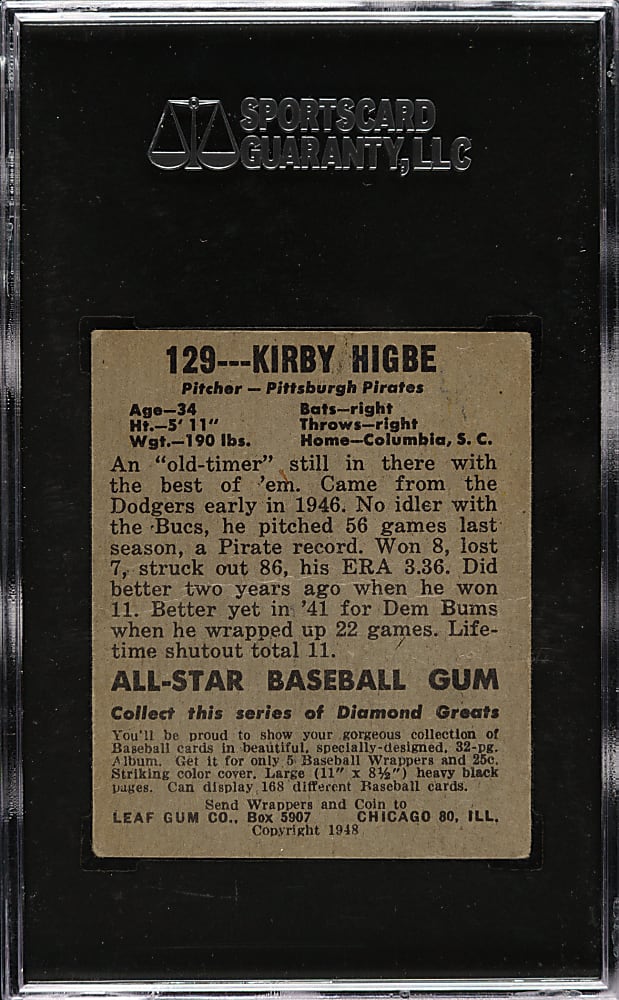 SPORTSCARD
GUARANTY, LLC
129---KIRBY HIGBE
Pitcher — Pittsburgh Pirates
Age—34 Bats—right
Ht.—5' 11" Throws—right
Wgt.—190 lbs. Home—Columbia, S. C.
An "old-timer" still in there with
the best of 'em. Came from the
Dodgers early in 1946. No idler with
the Bucs, he pitched 56 games last
season, a Pirate record. Won 8, lost
7, struck out 86, his ERA 3.36. Did
better two years ago when he won
11. Better yet in '41 for Dem Bums
when he wrapped up 22 games. Life-
time shutout total 11.
ALL-STAR BASEBALL GUM
Collect this series of Diamond Greats
You'll be proud to show your gorgeous collection of
Baseball cards in beautiful, specially-designed, 32-pg.
Album. Get it for only 5 Baseball Wrappers and 25c.
Striking color cover. Large (11" x 8½") heavy black
pages. Can display 168 different Baseball cards.
Send Wrappers and Coin to
LEAF GUM CO., Box 5907 CHICAGO 80, ILL.
Copyright 1948